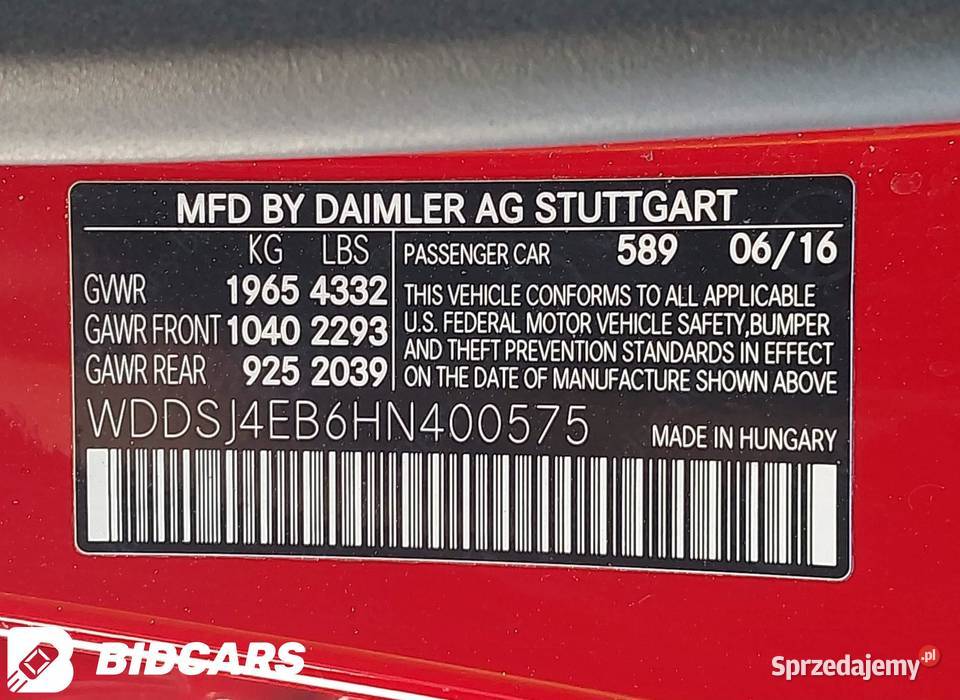 MFD BY DAIMLER AG STUTTGART
KG LBS
GVWR 1965 4332
GAWR FRONT 1040 2293
GAWR REAR 925 2039
PASSENGER CAR 589 06/16
THIS VEHICLE CONFORMS TO ALL APPLICABLE
U.S. FEDERAL MOTOR VEHICLE SAFETY,BUMPER
AND THEFT PREVENTION STANDARDS IN EFFECT
ON THE DATE OF MANUFACTURE SHOWN ABOVE
WDDSJ4EB6HN400575
MADE IN HUNGARY
BIDCARS
Sprzedajemy.pl